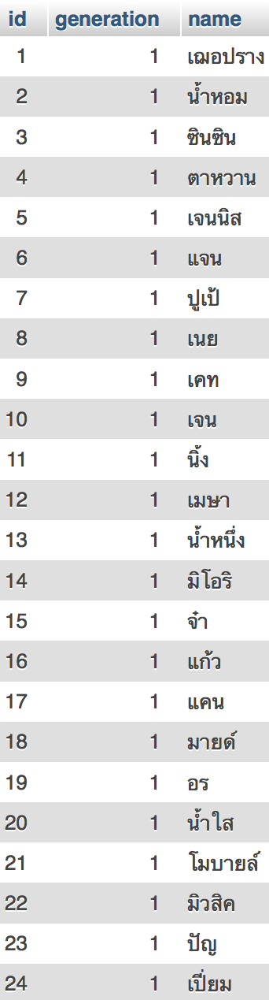 id generation name
1 1 เฌอปราง
2 1 น้ำหอม
3 1 ซินซิน
4 1 ตาหวาน
5 1 เจนนิส
6 1 แจน
7 1 ปูเป้
8 1 เนย
9 1 เคท
10 1 เจน
11 1 นิ้ง
12 1 เมษา
13 1 น้ำหนึ่ง
14 1 มิโอริ
15 1 จ๋า
16 1 แก้ว
17 1 แคน
18 1 มายด์
19 1 อร
20 1 น้ำใส
21 1 โมบายล์
22 1 มิวสิค
23 1 ปัญ
24 1 เปี่ยม